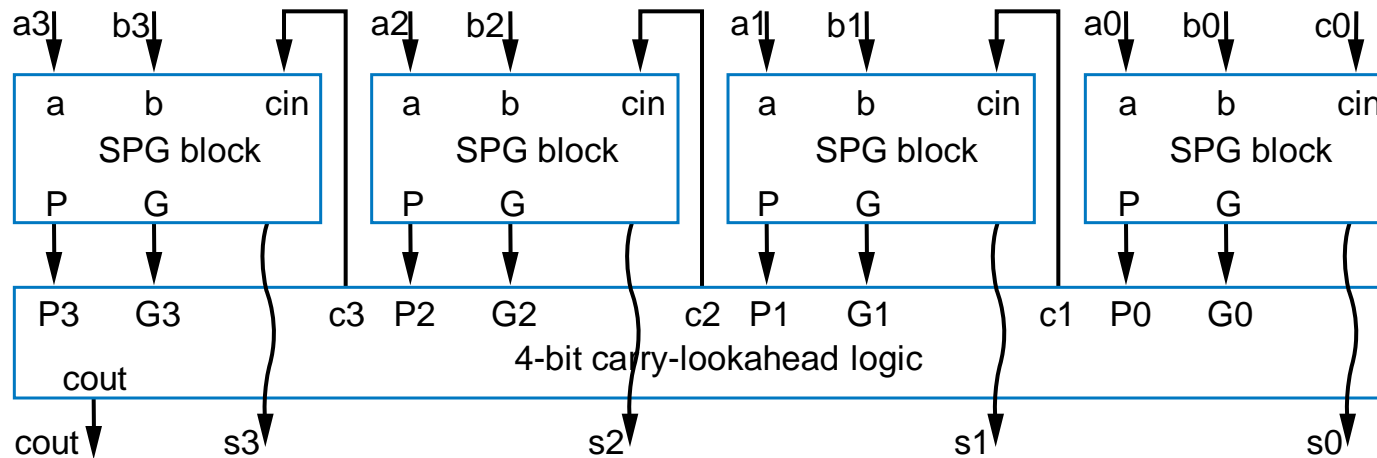 a3 b3 a2 b2 a1 b1 a0 b0 c0
a b cin a b cin a b cin a b cin
SPG block SPG block SPG block SPG block
P G P G P G P G
P3 G3 c3 P2 G2 c2 P1 G1 c1 P0 G0
4-bit carry-lookahead logic
cout
cout s3 s2 s1 s0